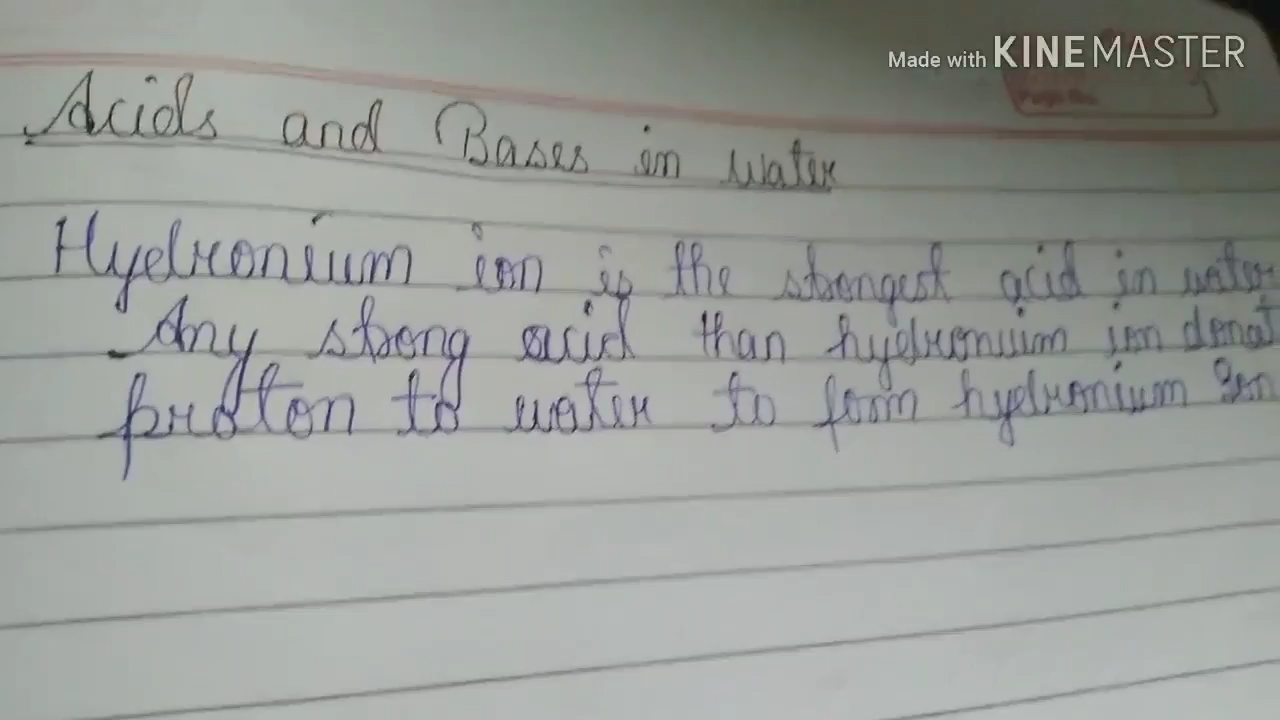 Made with KINEMASTER
Acids and Bases in water
Hydronium ion is the strongest acid in water
Any strong acid than hydronium ion donat
proton to water to form hydronium ion